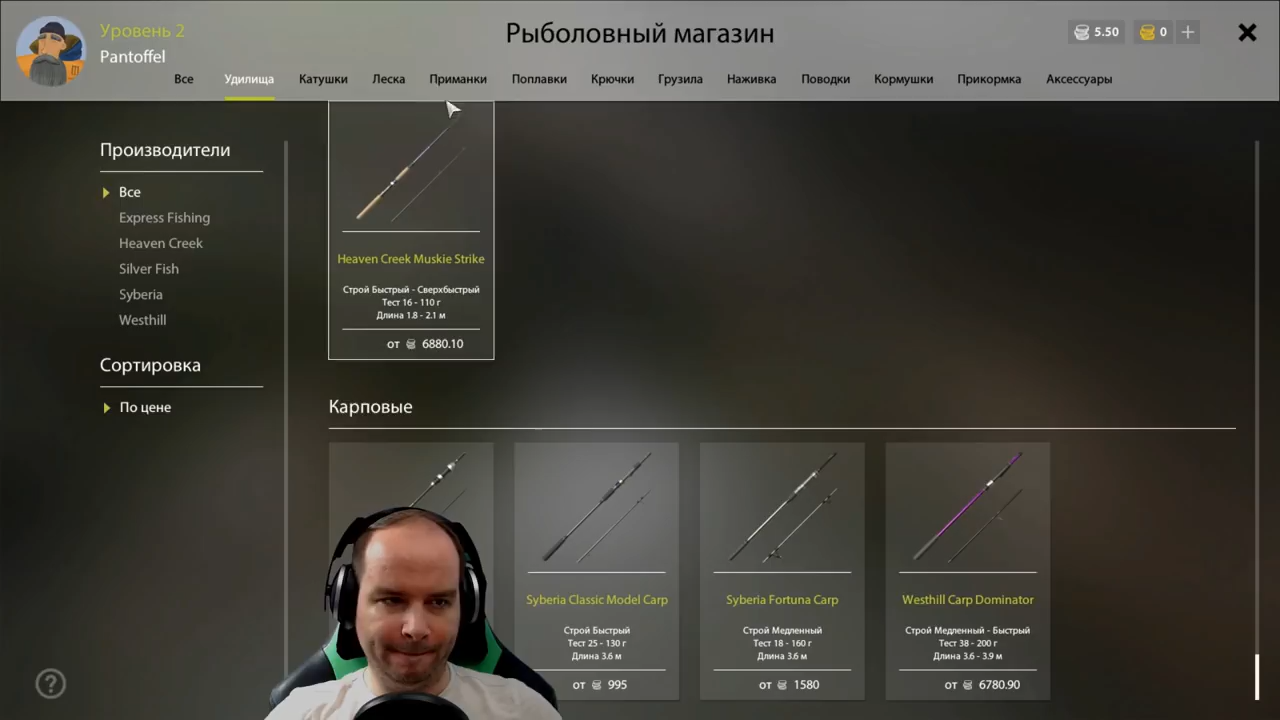 Уровень 2
Pantoffel
Рыболовный магазин
5.50
0
Все Удилища Катушки Леска Приманки Поплавки Крючки Грузила Наживка Поводки Кормушки Прикормка Аксессуары
Производители
Все
Express Fishing
Heaven Creek
Silver Fish
Syberia
Westhill
Сортировка
По цене
Heaven Creek Muskie Strike
Строй Быстрый - Сверхбыстрый
Тест 16 - 110 г
Длина 1.8 - 2.1 м
от 6880.10
Карповые
Syberia Classic Model Carp
Строй Быстрый
Тест 25 - 130 г
Длина 3.6 м
от 995
Syberia Fortuna Carp
Строй Медленный
Тест 18 - 160 г
Длина 3.6 м
от 1580
Westhill Carp Dominator
Строй Медленный - Быстрый
Тест 38 - 200 г
Длина 3.6 - 3.9 м
от 6780.90
?